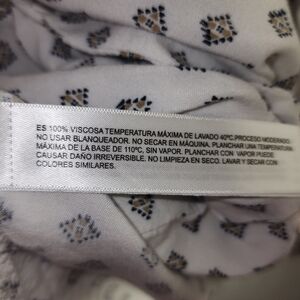 ES 100% VISCOSA TEMPERATURA MÁXIMA DE LAVADO 40ºC.PROCESO MODERADO.
NO USAR BLANQUEADOR. NO SECAR EN MÁQUINA. PLANCHAR UNA TEMPERATURA
MÁXIMA DE LA BASE DE 110ºC, SIN VAPOR. PLANCHAR CON VAPOR PUEDE
CAUSAR DAÑO IRREVERSIBLE. NO LIMPIEZA EN SECO. LAVAR Y SECAR CON
COLORES SIMILARES.